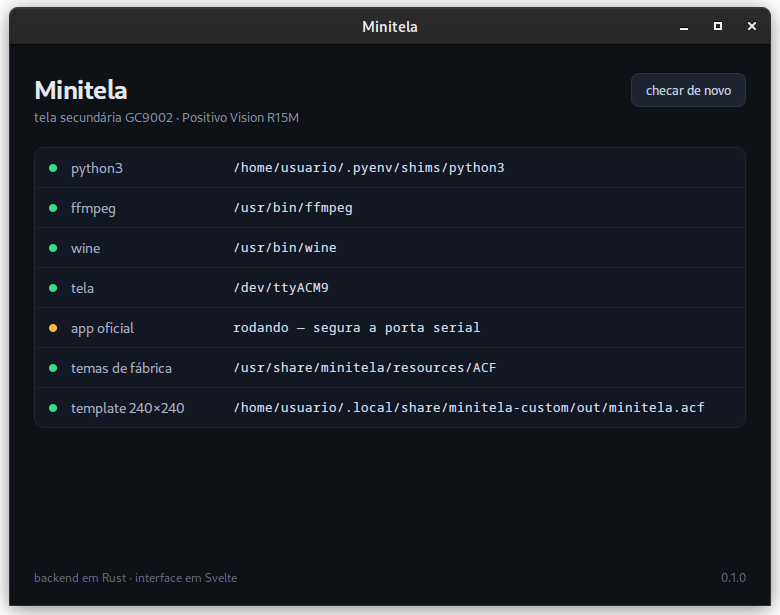 Minitela
Minitela
checar de novo
tela secundária GC9002 · Positivo Vision R15M
python3 /home/usuario/.pyenv/shims/python3
ffmpeg /usr/bin/ffmpeg
wine /usr/bin/wine
tela /dev/ttyACM9
app oficial rodando — segura a porta serial
temas de fábrica /usr/share/minitela/resources/ACF
template 240×240 /home/usuario/.local/share/minitela-custom/out/minitela.acf
backend em Rust · interface em Svelte 0.1.0